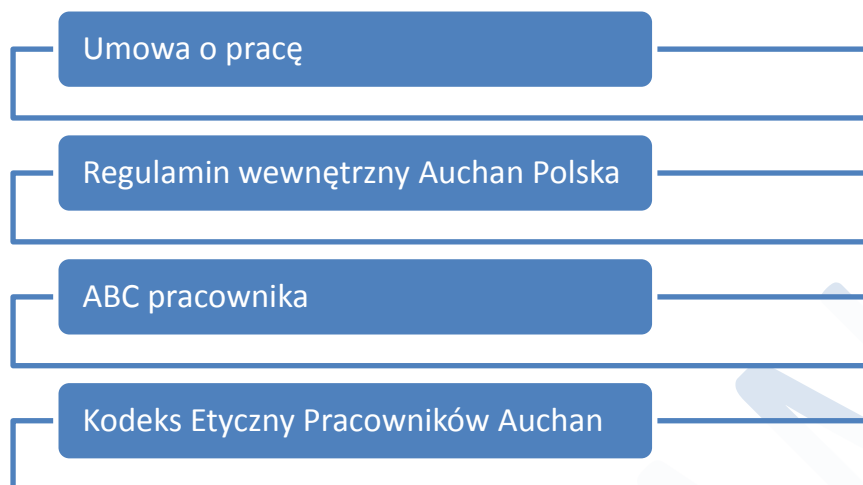 Umowa o pracę
Regulamin wewnętrzny Auchan Polska
ABC pracownika
Kodeks Etyczny Pracowników Auchan